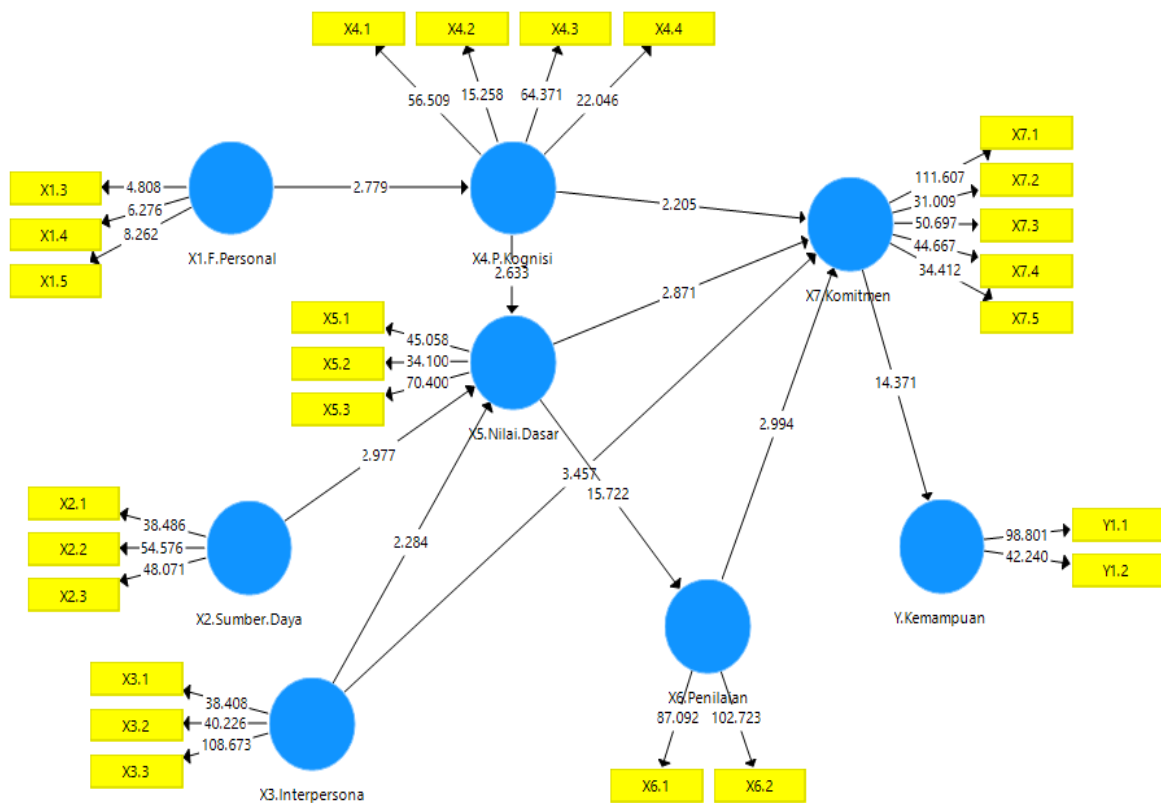 X4.1
X4.2
X4.3
X4.4
56.509
15.258
64.371
22.046
X1.3
X1.4
X1.5
4.808
6.276
8.262
X1.F.Personal
2.779
X4.P.Kognisi
2.205
2.633
X7.1
X7.2
X7.3
X7.4
X7.5
111.607
31.009
50.697
44.667
34.412
X7.Komitmen
X5.1
X5.2
X5.3
45.058
34.100
70.400
X5.Nilai.Dasar
2.871
14.371
2.977
3.457
15.722
2.994
2.284
X2.1
X2.2
X2.3
38.486
54.576
48.071
X2.Sumber.Daya
Y1.1
Y1.2
98.801
42.240
Y.Kemampuan
X3.1
X3.2
X3.3
38.408
40.226
108.673
X3.Interpersona
X6.Penilaian
87.092
102.723
X6.1
X6.2